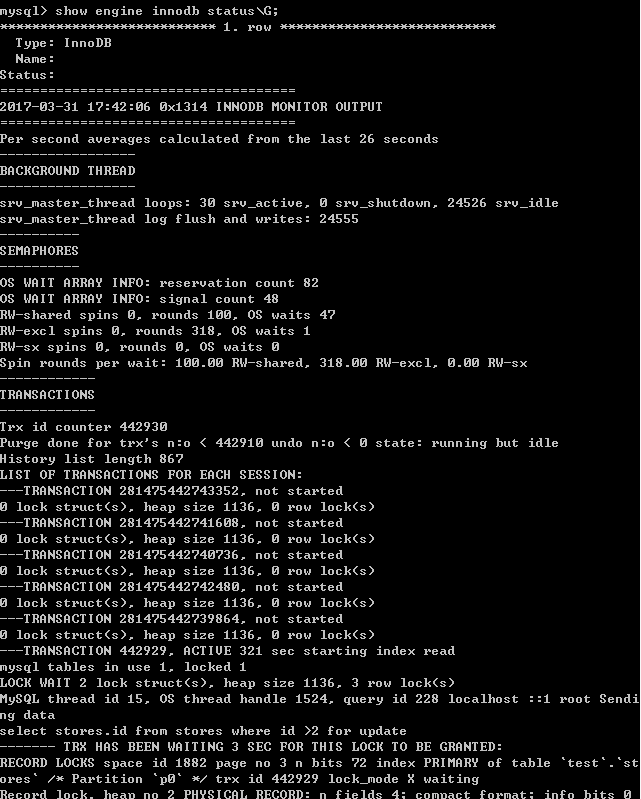 mysql> show engine innodb status\G;
*************************** 1. row ***************************
  Type: InnoDB
  Name:
Status:
=====================================
2017-03-31 17:42:06 0x1314 INNODB MONITOR OUTPUT
=====================================
Per second averages calculated from the last 26 seconds
-----------------
BACKGROUND THREAD
-----------------
srv_master_thread loops: 30 srv_active, 0 srv_shutdown, 24526 srv_idle
srv_master_thread log flush and writes: 24555
----------
SEMAPHORES
----------
OS WAIT ARRAY INFO: reservation count 82
OS WAIT ARRAY INFO: signal count 48
RW-shared spins 0, rounds 100, OS waits 47
RW-excl spins 0, rounds 318, OS waits 1
RW-sx spins 0, rounds 0, OS waits 0
Spin rounds per wait: 100.00 RW-shared, 318.00 RW-excl, 0.00 RW-sx
------------
TRANSACTIONS
------------
Trx id counter 442930
Purge done for trx's n:o < 442910 undo n:o < 0 state: running but idle
History list length 867
LIST OF TRANSACTIONS FOR EACH SESSION:
---TRANSACTION 281475442743352, not started
0 lock struct(s), heap size 1136, 0 row lock(s)
---TRANSACTION 281475442741608, not started
0 lock struct(s), heap size 1136, 0 row lock(s)
---TRANSACTION 281475442740736, not started
0 lock struct(s), heap size 1136, 0 row lock(s)
---TRANSACTION 281475442742480, not started
0 lock struct(s), heap size 1136, 0 row lock(s)
---TRANSACTION 281475442739864, not started
0 lock struct(s), heap size 1136, 0 row lock(s)
---TRANSACTION 442929, ACTIVE 321 sec starting index read
mysql tables in use 1, locked 1
LOCK WAIT 2 lock struct(s), heap size 1136, 3 row lock(s)
MySQL thread id 15, OS thread handle 1524, query id 228 localhost ::1 root Sendi
ng data
select stores.id from stores where id >2 for update
------- TRX HAS BEEN WAITING 3 SEC FOR THIS LOCK TO BE GRANTED:
RECORD LOCKS space id 1882 page no 3 n bits 72 index PRIMARY of table `test`.`st
ores` /* Partition `p0` */ trx id 442929 lock_mode X waiting
Record lock, heap no 2 PHYSICAL RECORD: n_fields 4; compact format; info bits 0